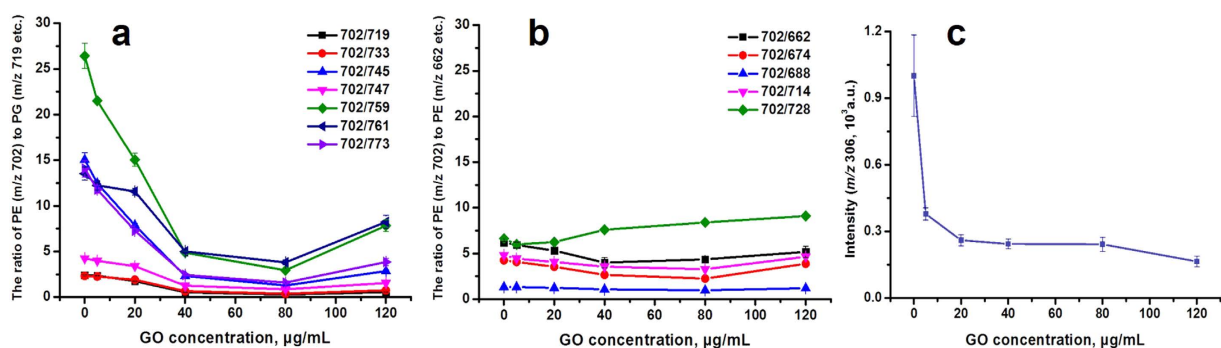 a
The ratio of PE (m/z 702) to PG (m/z 719 etc.)
30
25
20
15
10
5
0
702/719
702/733
702/745
702/747
702/759
702/761
702/773
0 20 40 60 80 100 120
GO concentration, µg/mL
b
The ratio of PE (m/z 702) to PE (m/z 662 etc.)
30
25
20
15
10
5
0
702/662
702/674
702/688
702/714
702/728
0 20 40 60 80 100 120
GO concentration, µg/mL
c
Intensity (m/z 306, 10³a.u.)
1.2
0.9
0.6
0.3
0.0
0 20 40 60 80 100 120
GO concentration, µg/mL